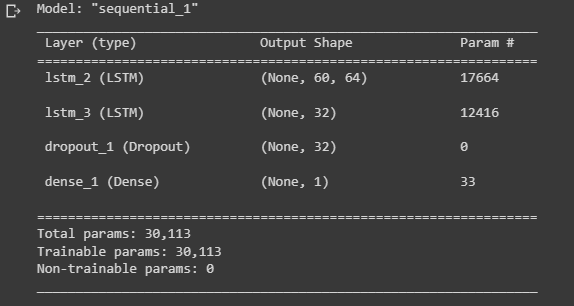 Model: "sequential_1"
Layer (type) Output Shape Param #
lstm_2 (LSTM) (None, 60, 64) 17664
lstm_3 (LSTM) (None, 32) 12416
dropout_1 (Dropout) (None, 32) 0
dense_1 (Dense) (None, 1) 33
Total params: 30,113
Trainable params: 30,113
Non-trainable params: 0